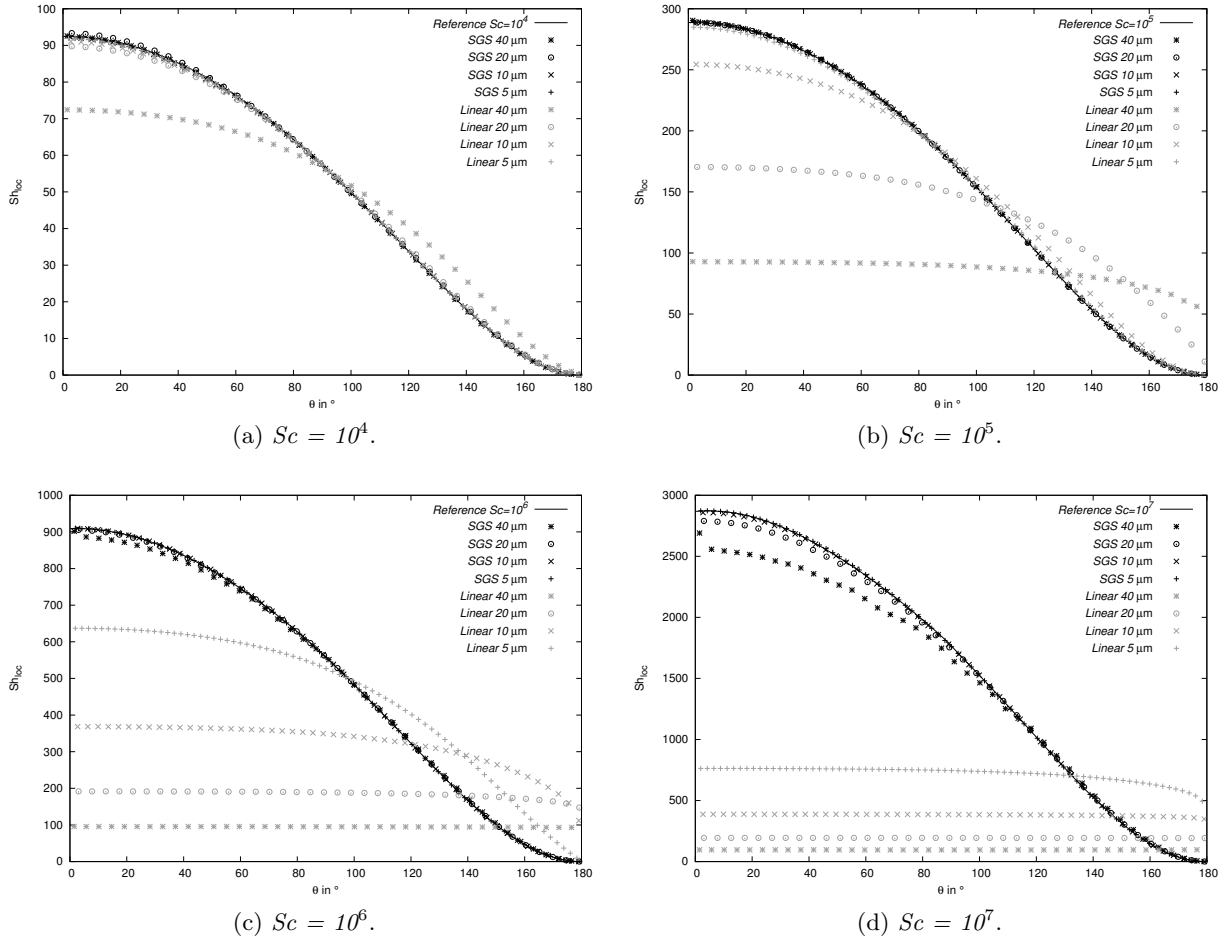 100
90
80
70
60
50
40
30
20
10
0
Sh_loc
0 20 40 60 80 100 120 140 160 180
θ in °
Reference Sc=10^4
SGS 40 μm
SGS 20 μm
SGS 10 μm
SGS 5 μm
Linear 40 μm
Linear 20 μm
Linear 10 μm
Linear 5 μm
(a) Sc = 10^4.
300
250
200
150
100
50
0
Sh_loc
0 20 40 60 80 100 120 140 160 180
θ in °
Reference Sc=10^5
SGS 40 μm
SGS 20 μm
SGS 10 μm
SGS 5 μm
Linear 40 μm
Linear 20 μm
Linear 10 μm
Linear 5 μm
(b) Sc = 10^5.
1000
900
800
700
600
500
400
300
200
100
0
Sh_loc
0 20 40 60 80 100 120 140 160 180
θ in °
Reference Sc=10^6
SGS 40 μm
SGS 20 μm
SGS 10 μm
SGS 5 μm
Linear 40 μm
Linear 20 μm
Linear 10 μm
Linear 5 μm
(c) Sc = 10^6.
3000
2500
2000
1500
1000
500
0
Sh_loc
0 20 40 60 80 100 120 140 160 180
θ in °
Reference Sc=10^7
SGS 40 μm
SGS 20 μm
SGS 10 μm
SGS 5 μm
Linear 40 μm
Linear 20 μm
Linear 10 μm
Linear 5 μm
(d) Sc = 10^7.